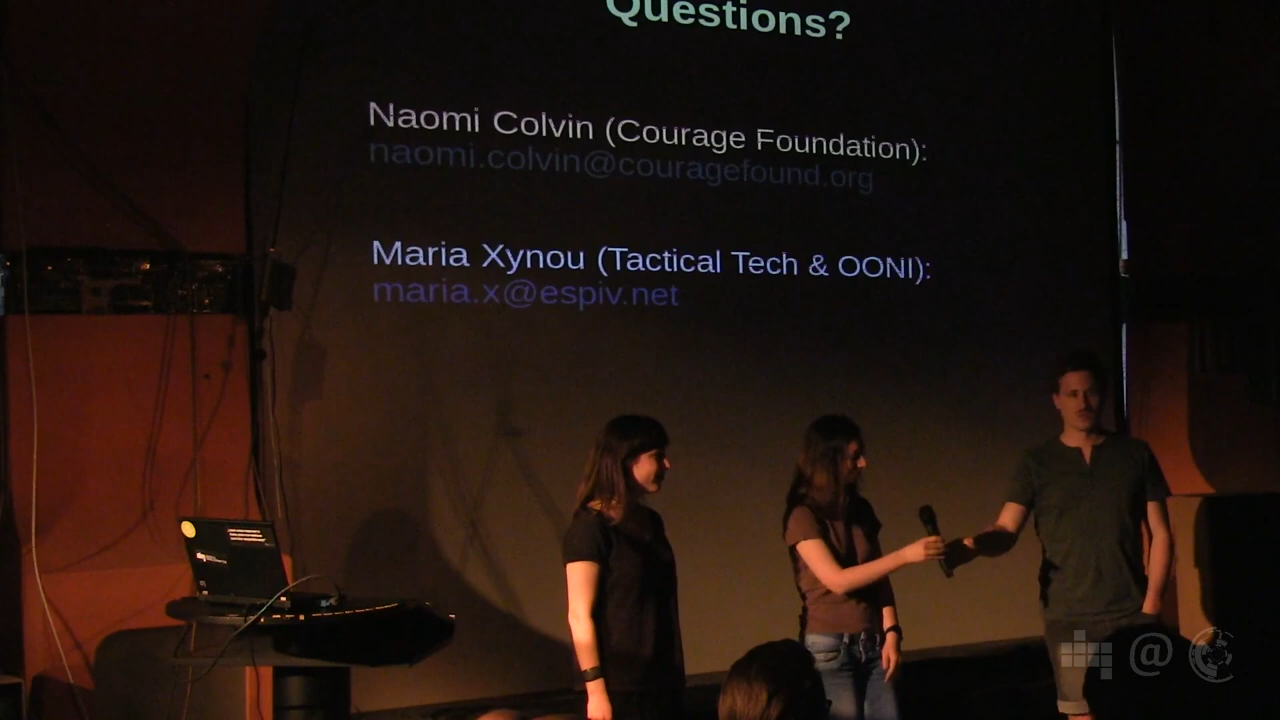 Questions?
Naomi Colvin (Courage Foundation):
naomi.colvin@couragefound.org
Maria Xynou (Tactical Tech & OONI):
maria.x@espiv.net
@